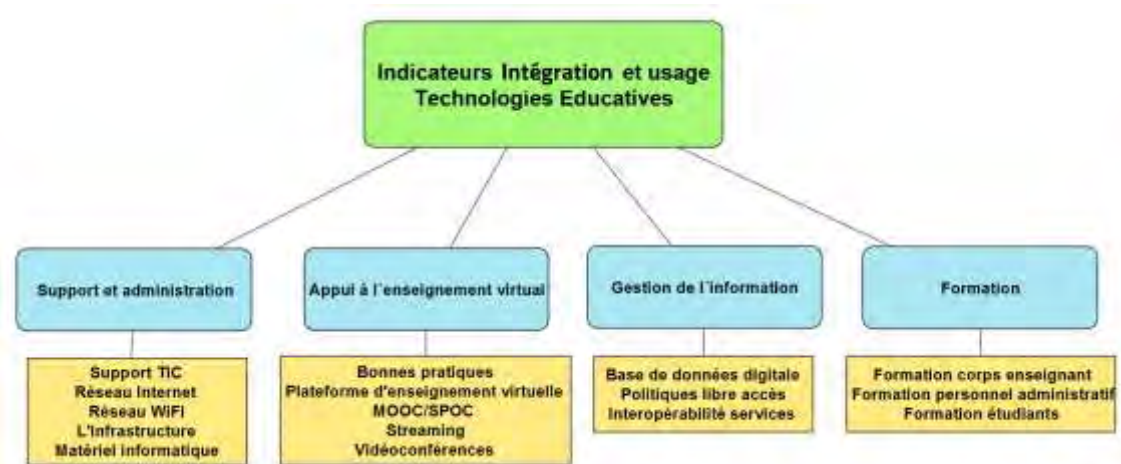 Indicateurs Intégration et usage
Technologies Educatives
Support et administration
Appui à l´enseignement virtual
Gestion de l´information
Formation
Support TIC
Réseau Internet
Réseau WiFi
L'Infrastructure
Matériel informatique
Bonnes pratiques
Plateforme d'enseignement virtuelle
MOOC/SPOC
Streaming
Vidéoconférences
Base de données digitale
Politiques libre accès
Interopérabilité services
Formation corps enseignant
Formation personnel administratif
Formation étudiants